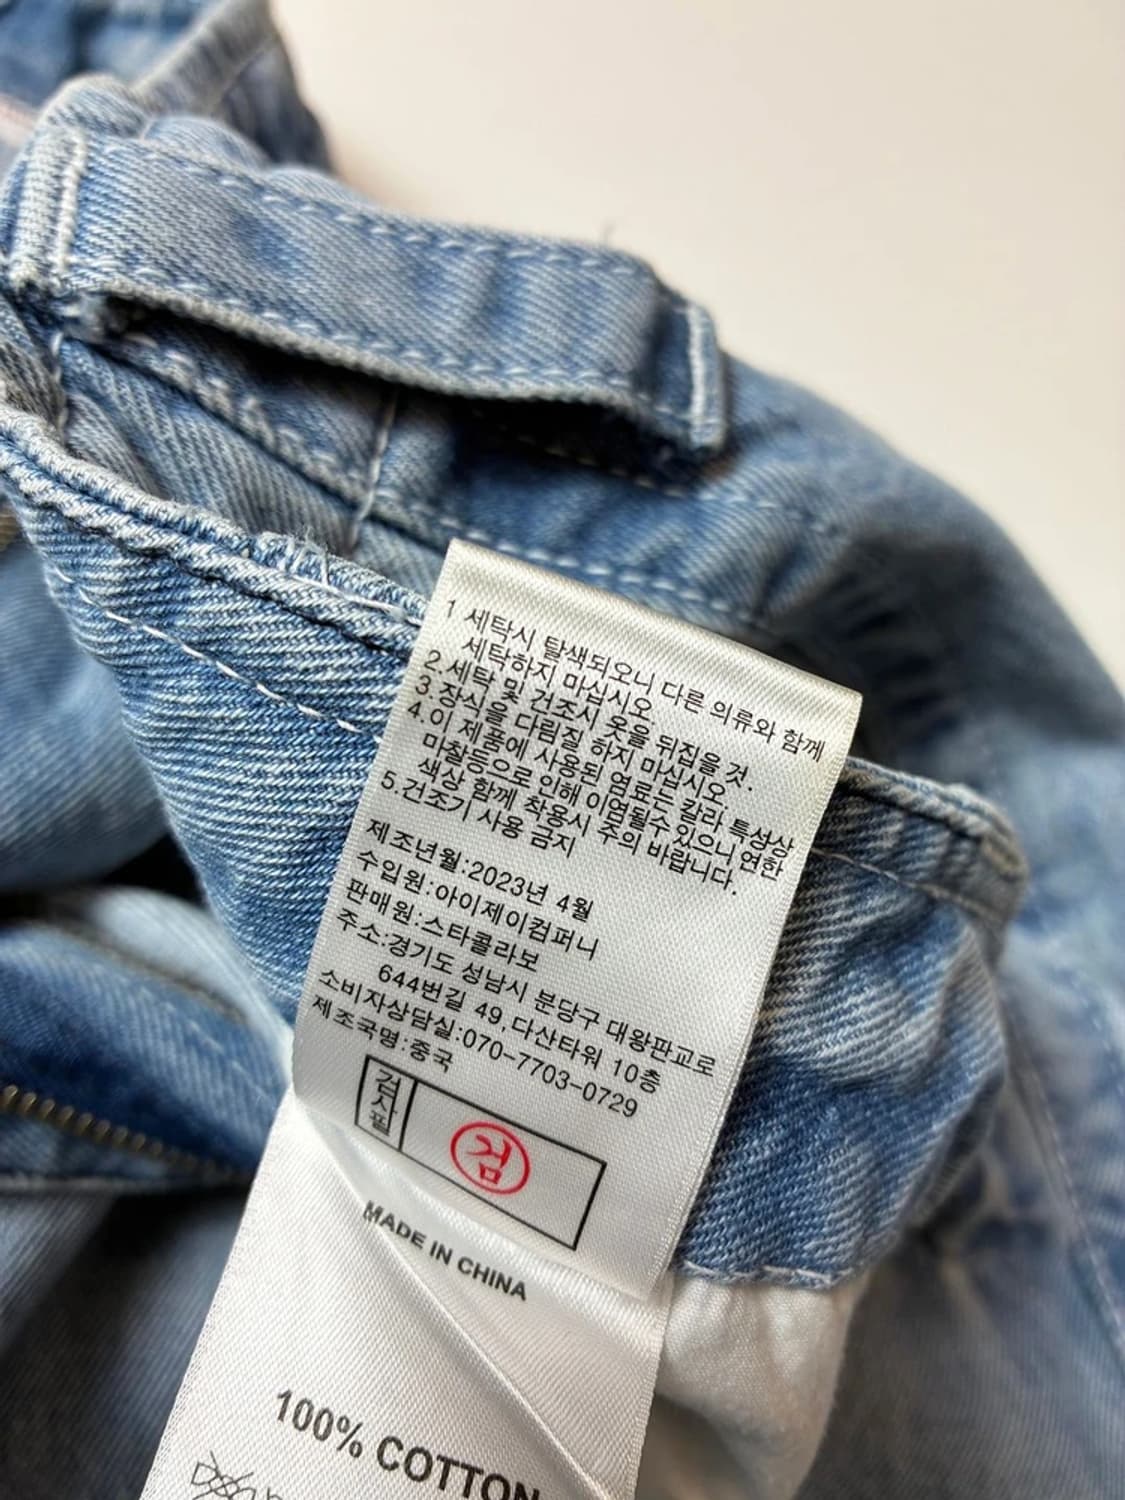 1 세탁시 탈색되오니 다른 의류와 함께
세탁하지 마십시오
2.세탁 및 건조시 옷을 뒤집을 것.
3.장식을 다림질 하지 마십시오.
4.이 제품에 사용된 염료는 칼라 특성상
마찰등으로 인해 이염될수 있으니 연한
색상 함께 착용시 주의 바랍니다.
5.건조기 사용 금지
제조년월:2023년 4월
수입원:아이제이컴퍼니
판매원:스타콜라보
주소:경기도 성남시 분당구 대왕판교로
644번길 49, 다산타워 10층
소비자상담실:070-7703-0729
제조국명:중국
검사필
검
MADE IN CHINA
100% COTTON